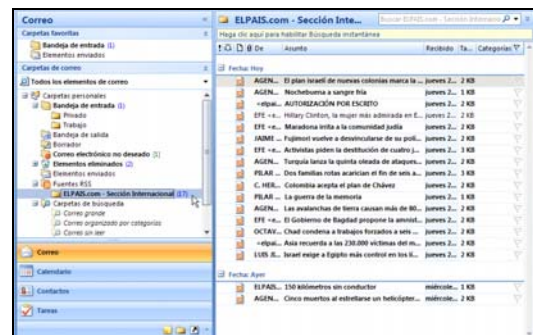 Correo «
Carpetas favoritas
Bandeja de entrada (1)
Elementos enviados
Carpetas de correo
Todos los elementos de correo
Carpetas personales
Bandeja de entrada (1)
Privado
Trabajo
Bandeja de salida
Borrador
Correo electrónico no deseado [1]
Elementos eliminados (2)
Elementos enviados
Fuentes RSS
ELPAIS.com - Sección Internacional (17)
Carpetas de búsqueda
Correo grande
Correo organizado por categorías
Correo sin leer
Correo
Calendario
Contactos
Tareas
ELPAIS.com - Sección Inte...
Buscar ELPAIS.com - Sección Internacio
Haga clic aquí para habilitar Búsqueda instantánea
De Asunto Recibido Ta... Categorías
Fecha: Hoy
AGEN... El plan israelí de nuevas colonias marca la ... jueves 2... 2 KB
AGEN... Nochebuena a sangre fría jueves 2... 1 KB
«elpai... AUTORIZACIÓN POR ESCRITO jueves 2... 2 KB
EFE «e... Hillary Clinton, la mujer más admirada en E... jueves 2... 2 KB
EFE «e... Maradona irrita a la comunidad judía jueves 2... 2 KB
JAIME ... Fujimori vuelve a desvincularse de su polí... jueves 2... 2 KB
EFE «e... Activistas piden la destitución de cuatro j... jueves 2... 3 KB
AGEN... Turquía lanza la quinta oleada de ataques... jueves 2... 2 KB
PILAR ... Dos familias rotas acarician el fin de seis a... jueves 2... 3 KB
C. HER... Colombia acepta el plan de Chávez jueves 2... 2 KB
PILAR ... La guerra de la memoria jueves 2... 1 KB
AGEN... Las avalanchas de tierra causan más de 80... jueves 2... 2 KB
EFE «e... El Gobierno de Bagdad propone la amnist... jueves 2... 2 KB
OCTAV... Chad condena a trabajos forzados a seis ... jueves 2... 2 KB
«elpai... Asia recuerda a las 230.000 víctimas del m... jueves 2... 2 KB
LUIS JI... Israel exige a Egipto más control en los lí... jueves 2... 2 KB
Fecha: Ayer
ELPAIS... 150 kilómetros sin conductor miércole... 1 KB
AGEN... Cinco muertos al estrellarse un helicópter... miércole... 2 KB